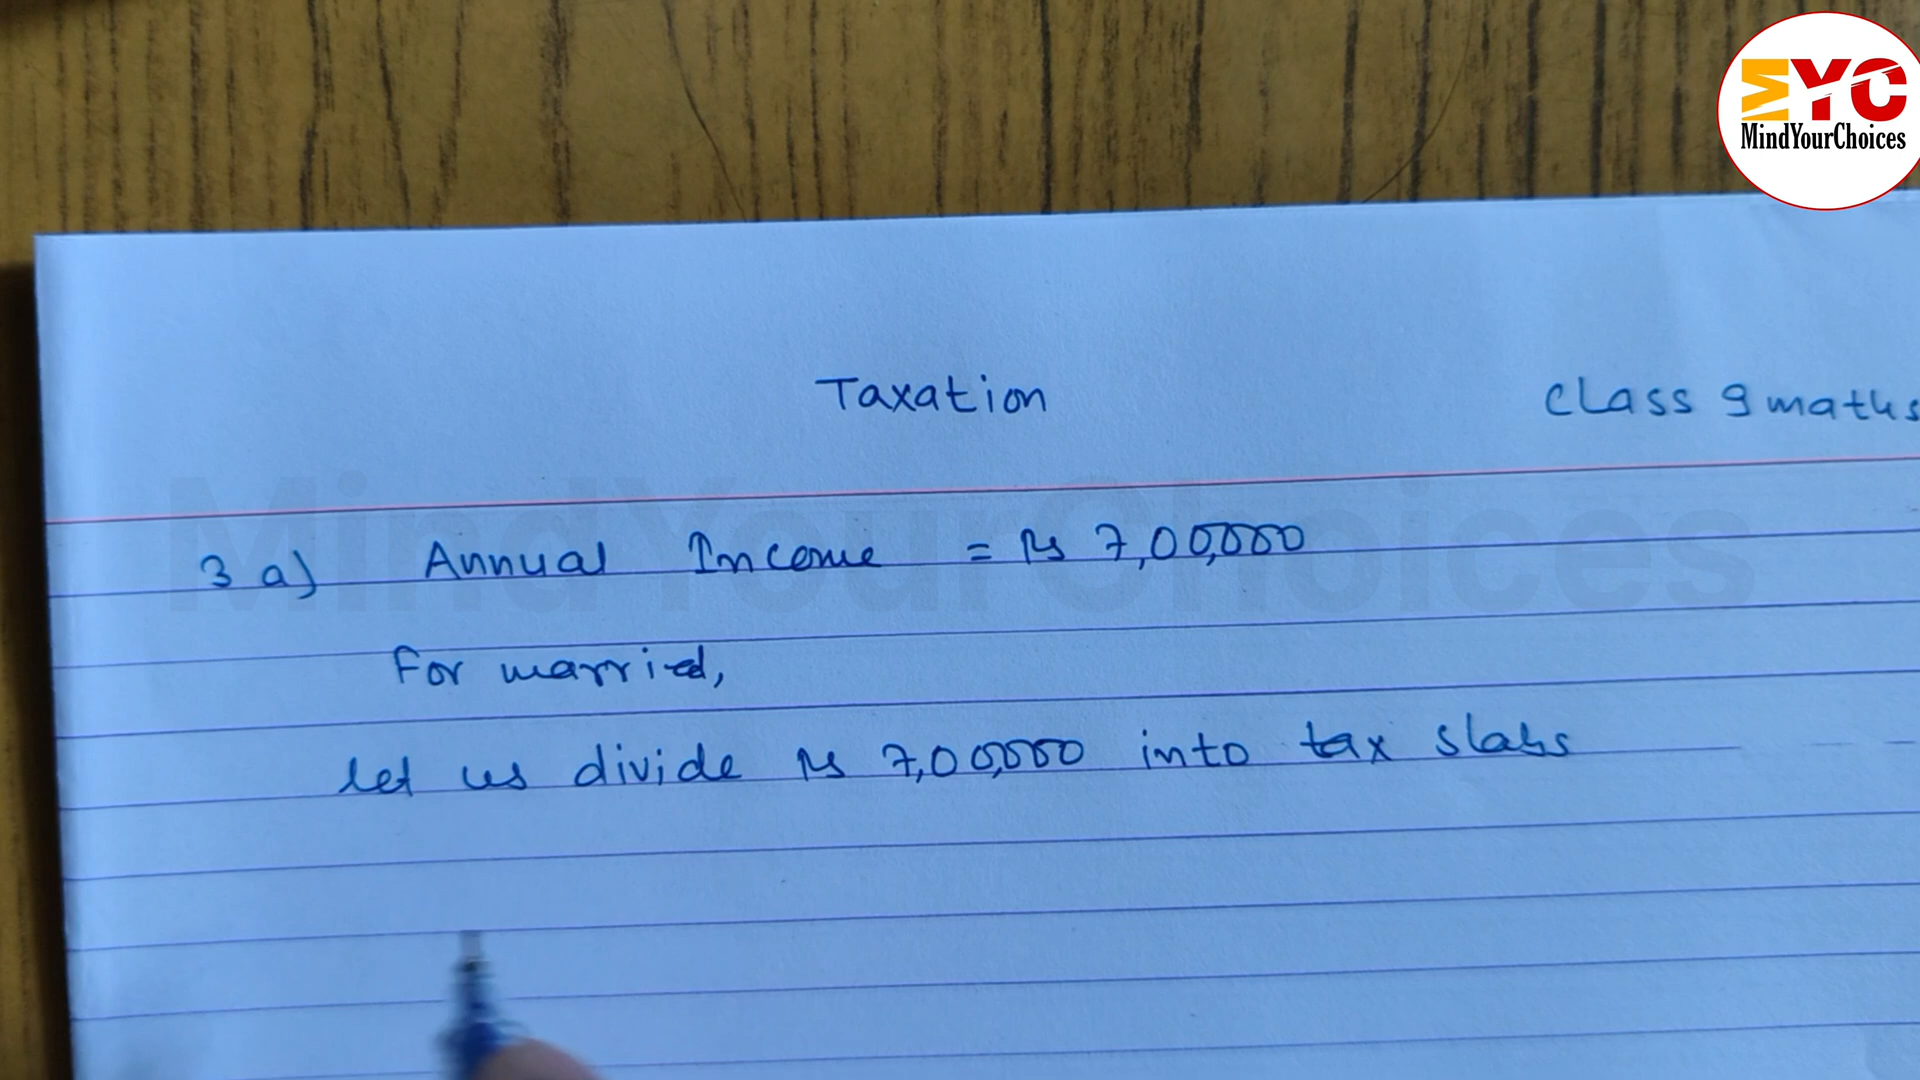 MYC
MindYourChoices
Taxation
class 9 maths
MindYourChoices
3 a) Annual Income = Rs 7,00,000
For married,
let us divide Rs 7,00,000 into tax slabs